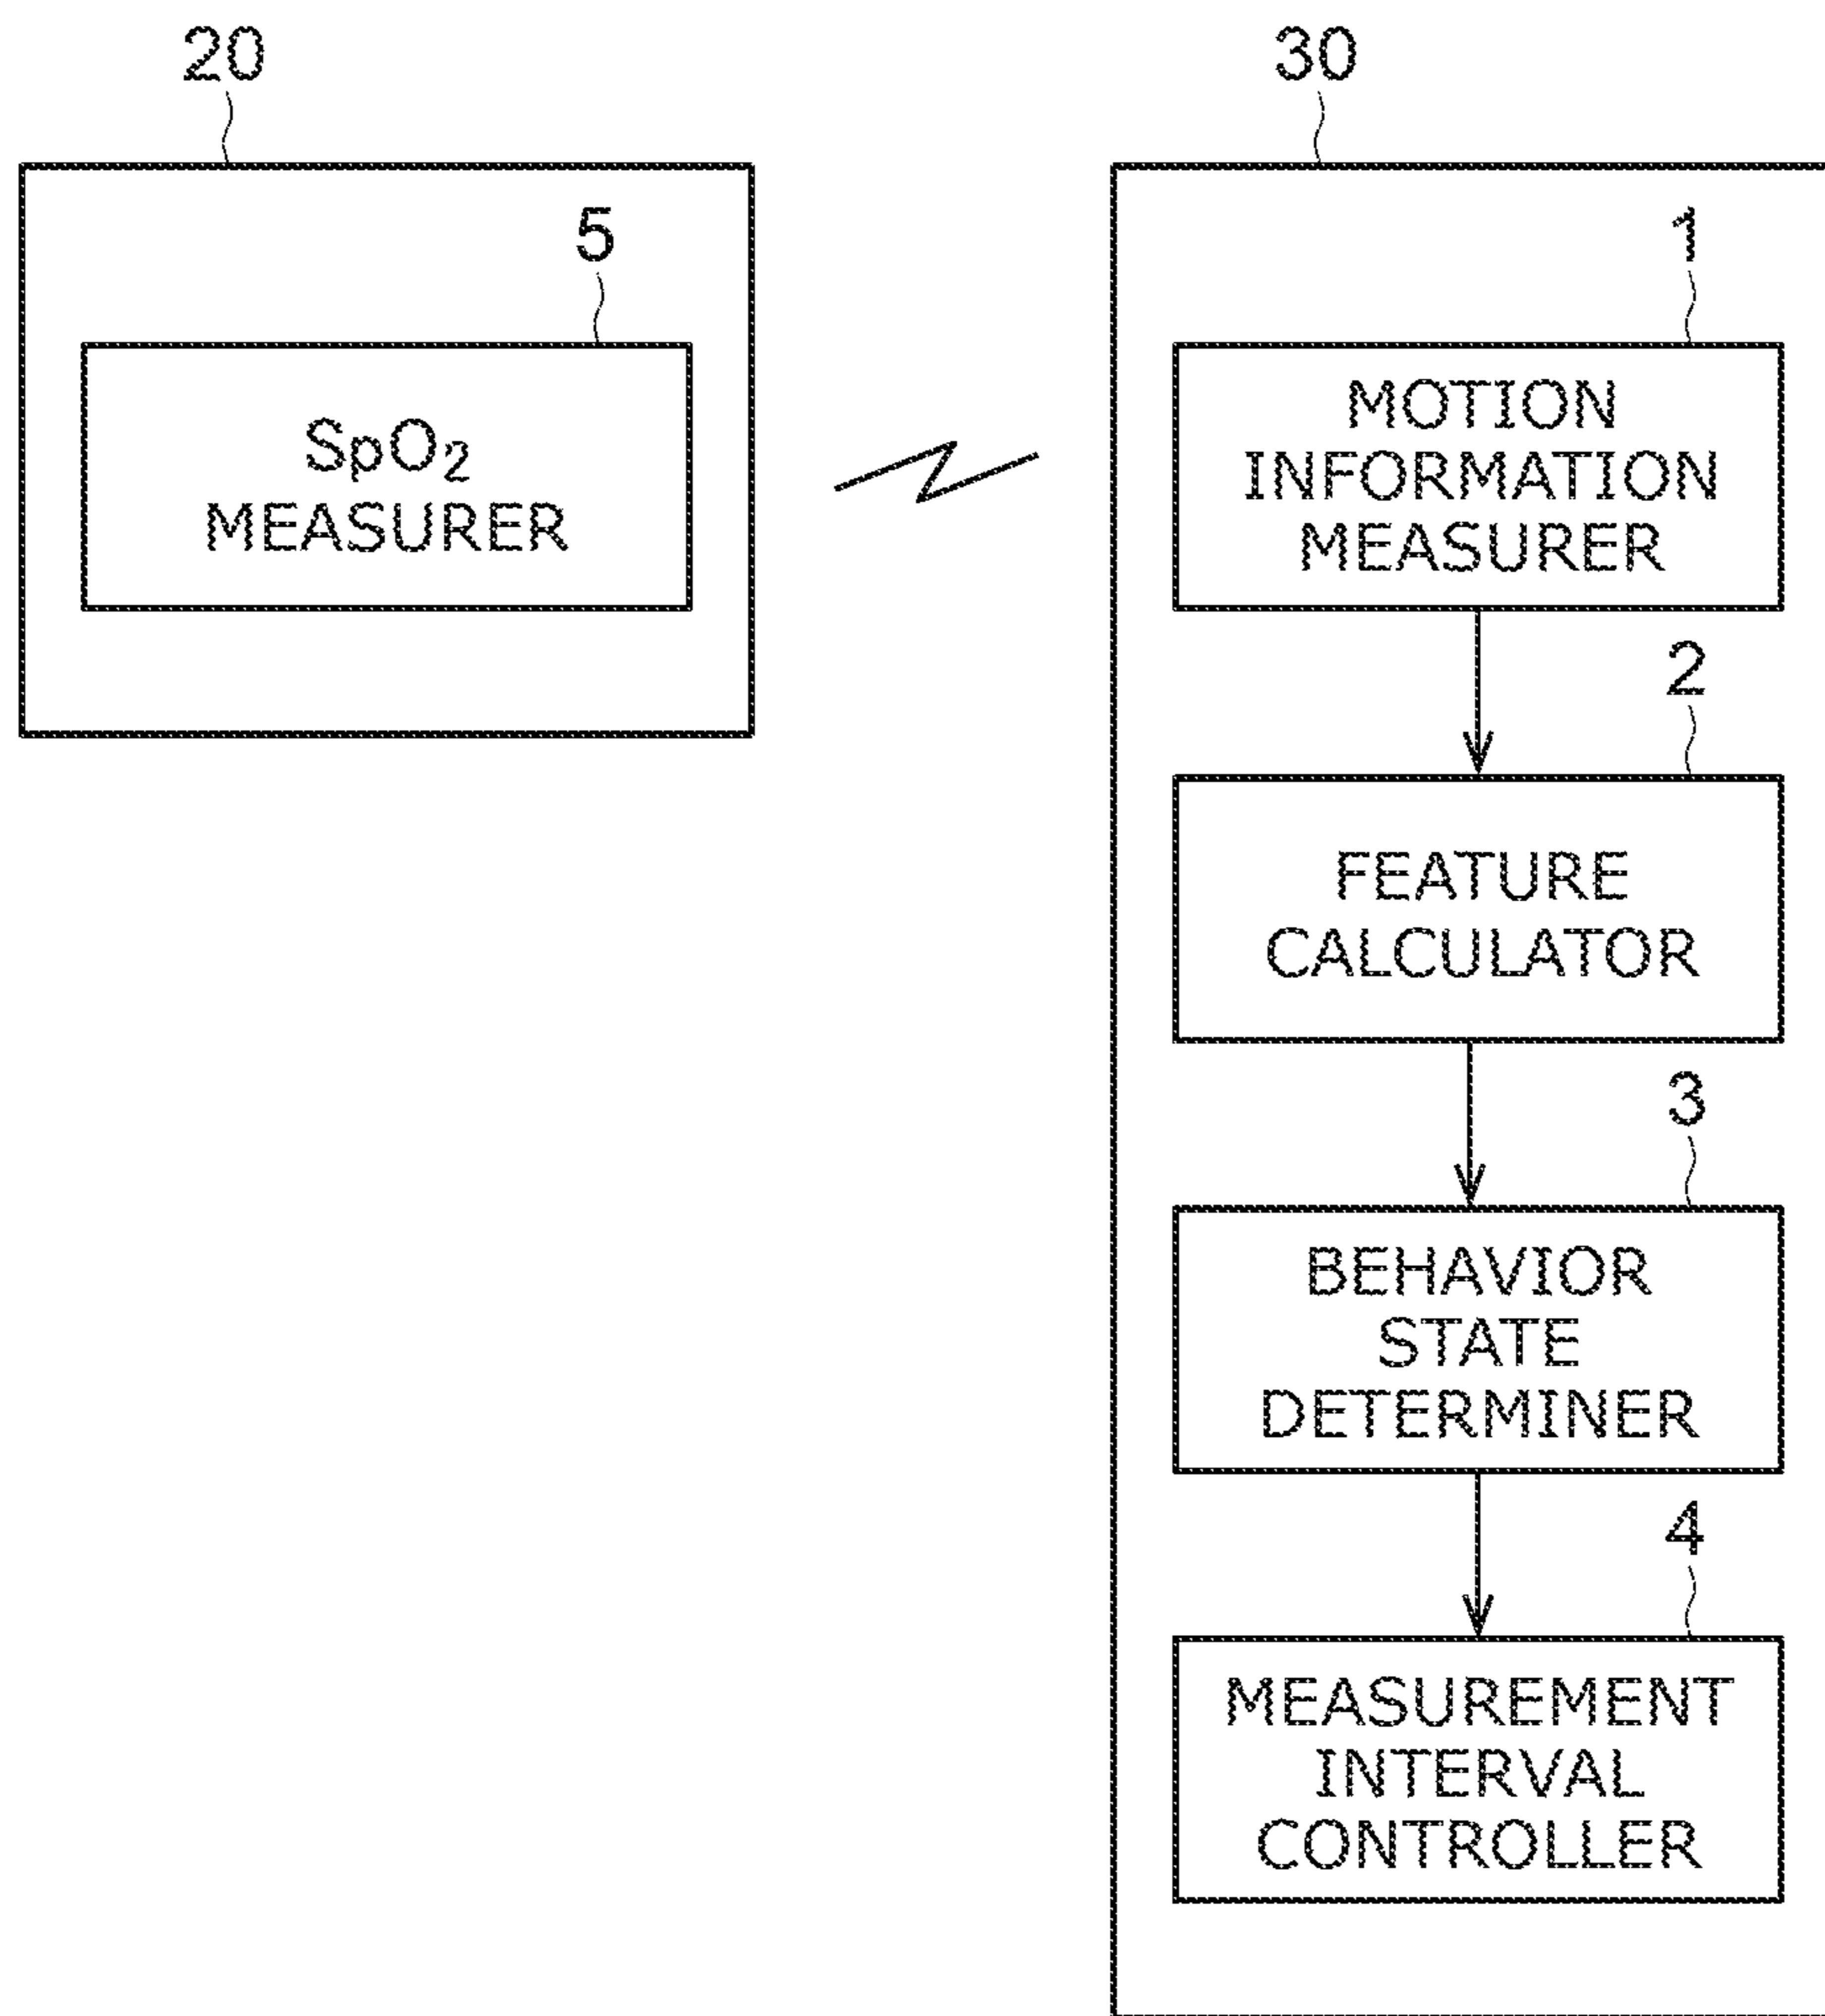 20
30
5
SpO₂
MEASURER
1
MOTION
INFORMATION
MEASURER
2
FEATURE
CALCULATOR
3
BEHAVIOR
STATE
DETERMINER
4
MEASUREMENT
INTERVAL
CONTROLLER